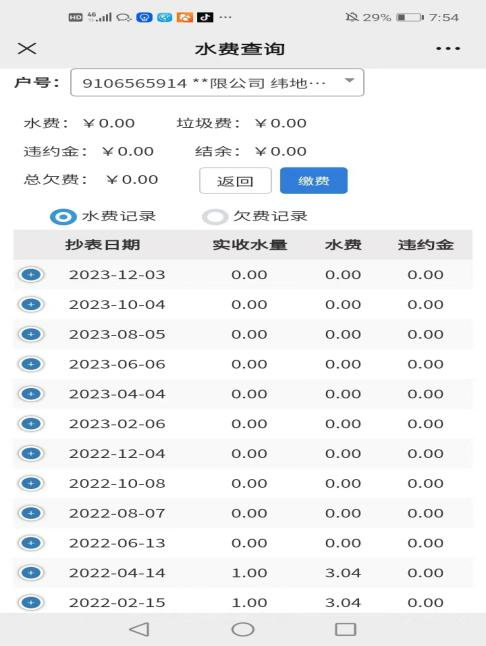 HD 46 29% 7:54
水费查询
户号： 9106565914 **限公司 纬地…
水费：￥0.00 垃圾费：￥0.00
违约金：￥0.00 结余：￥0.00
总欠费：￥0.00 返回 缴费
水费记录 欠费记录
抄表日期 实收水量 水费 违约金
2023-12-03 0.00 0.00 0.00
2023-10-04 0.00 0.00 0.00
2023-08-05 0.00 0.00 0.00
2023-06-06 0.00 0.00 0.00
2023-04-04 0.00 0.00 0.00
2023-02-06 0.00 0.00 0.00
2022-12-04 0.00 0.00 0.00
2022-10-08 0.00 0.00 0.00
2022-08-07 0.00 0.00 0.00
2022-06-13 0.00 0.00 0.00
2022-04-14 1.00 3.04 0.00
2022-02-15 1.00 3.04 0.00